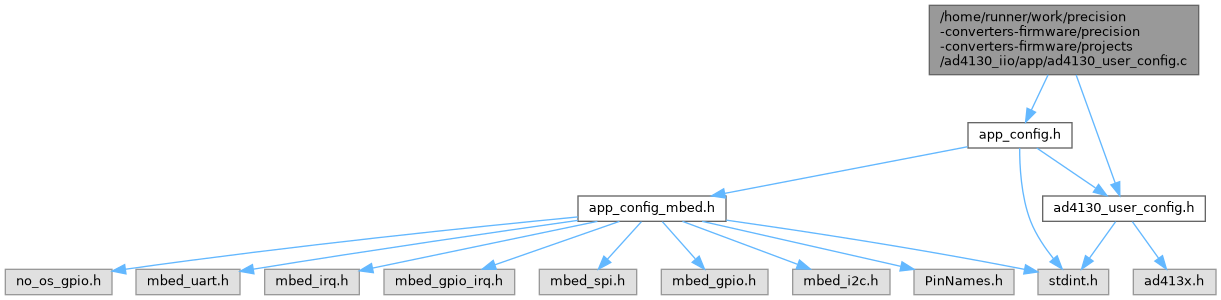 /home/runner/work/precision
-converters-firmware/precision
-converters-firmware/projects
/ad4130_iio/app/ad4130_user_config.c
app_config.h
app_config_mbed.h
ad4130_user_config.h
no_os_gpio.h
mbed_uart.h
mbed_irq.h
mbed_gpio_irq.h
mbed_spi.h
mbed_gpio.h
mbed_i2c.h
PinNames.h
stdint.h
ad413x.h